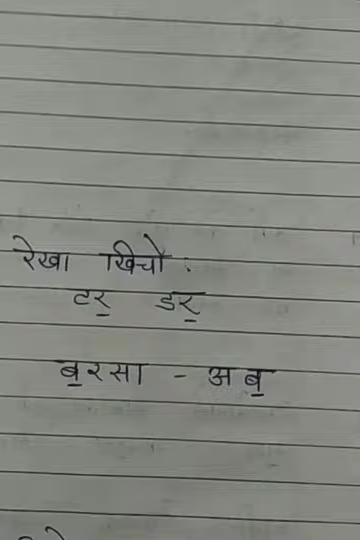 रेखा खिचो :
टर डर
बरसा - अब